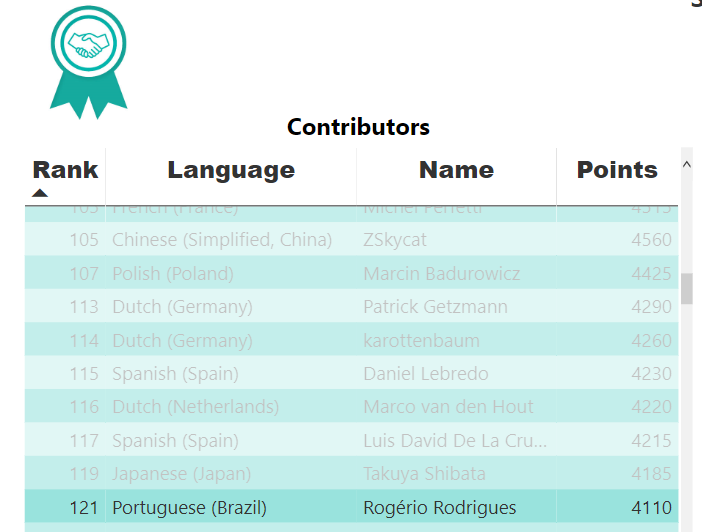 Contributors
Rank Language Name Points
French (France) Michel Perfetti
105 Chinese (Simplified, China) ZSkycat 4560
107 Polish (Poland) Marcin Badurowicz 4425
113 Dutch (Germany) Patrick Getzmann 4290
114 Dutch (Germany) karottenbaum 4260
115 Spanish (Spain) Daniel Lebredo 4230
116 Dutch (Netherlands) Marco van den Hout 4220
117 Spanish (Spain) Luis David De La Cru... 4215
119 Japanese (Japan) Takuya Shibata 4185
121 Portuguese (Brazil) Rogério Rodrigues 4110